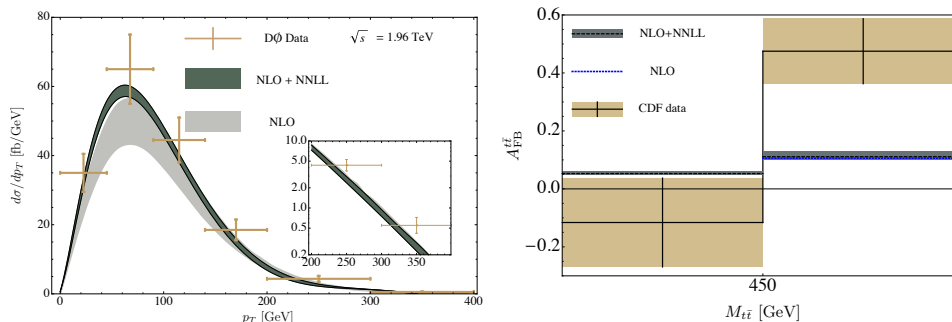 DØ Data
√s = 1.96 TeV
NLO + NNLL
NLO
dσ/dp_T [fb/GeV]
80
60
40
20
0
10.0
5.0
1.0
0.5
0.2
200 250 300 350
0 100 200 300 400
p_T [GeV]
NLO+NNLL
NLO
CDF data
A_FB^{tt̄}
0.6
0.4
0.2
0.0
−0.2
450
M_{tt̄} [GeV]